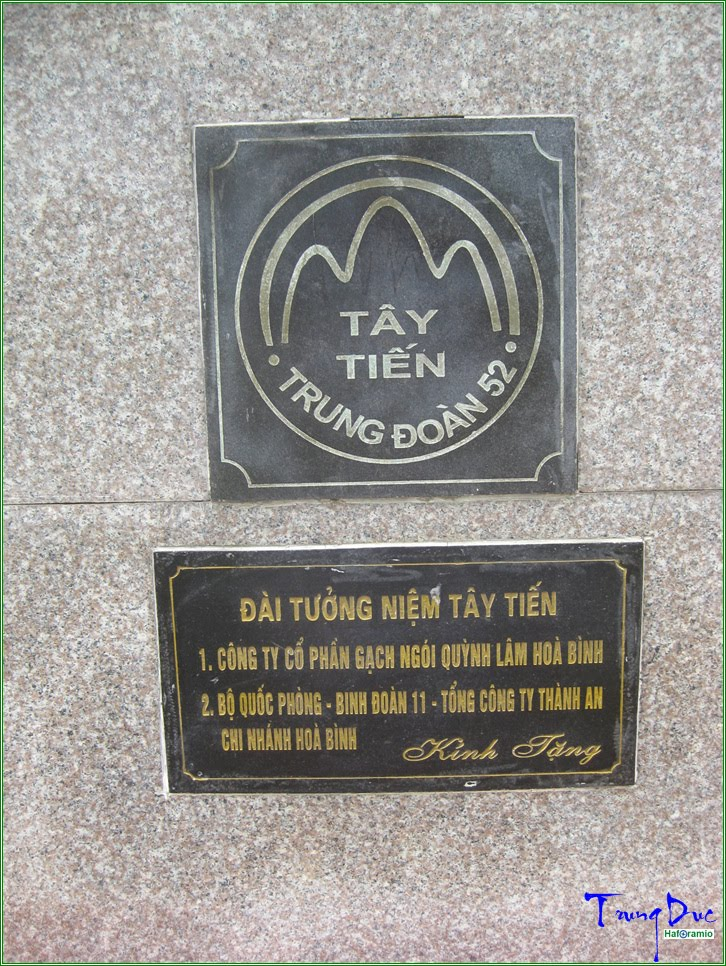 TÂY
TIẾN
• TRUNG ĐOÀN 52 •
ĐÀI TƯỞNG NIỆM TÂY TIẾN
1. CÔNG TY CỔ PHẦN GẠCH NGÓI QUỲNH LÂM HOÀ BÌNH
2. BỘ QUỐC PHÒNG - BINH ĐOÀN 11 - TỔNG CÔNG TY THÀNH AN
CHI NHÁNH HOÀ BÌNH
Kính Tặng
Trung Duc
Haforamio